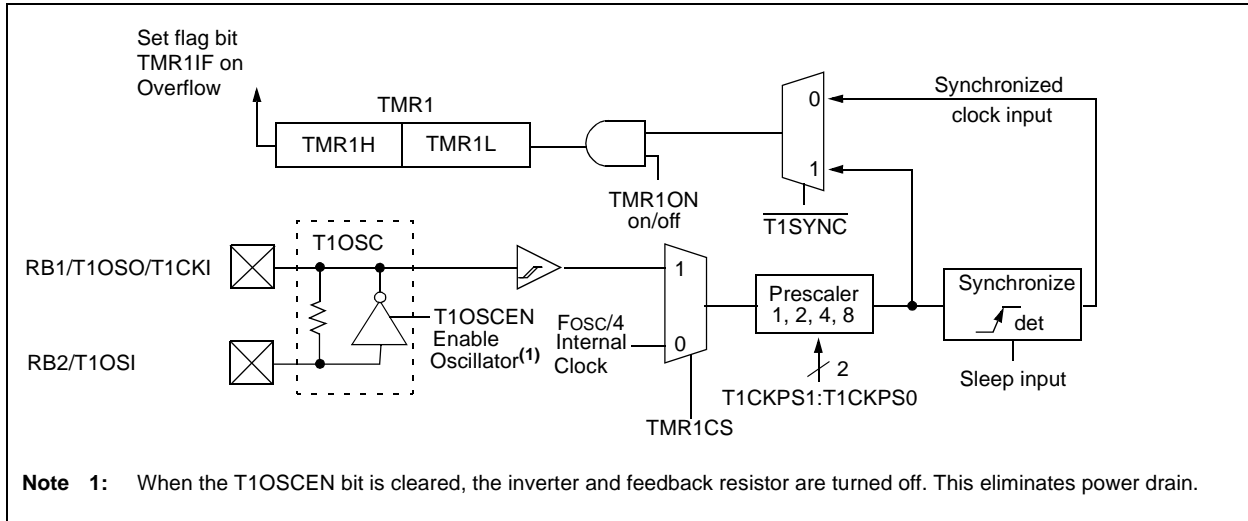 Set flag bit
TMR1IF on
Overflow
TMR1
TMR1H
TMR1L
TMR1ON
on/off
0
1
T1SYNC
Synchronized
clock input
RB1/T1OSO/T1CKI
RB2/T1OSI
T1OSC
T1OSCEN
Enable
Oscillator(1)
FOSC/4
Internal
Clock
1
0
TMR1CS
Prescaler
1, 2, 4, 8
2
T1CKPS1:T1CKPS0
Synchronize
det
Sleep input
Note 1: When the T1OSCEN bit is cleared, the inverter and feedback resistor are turned off. This eliminates power drain.